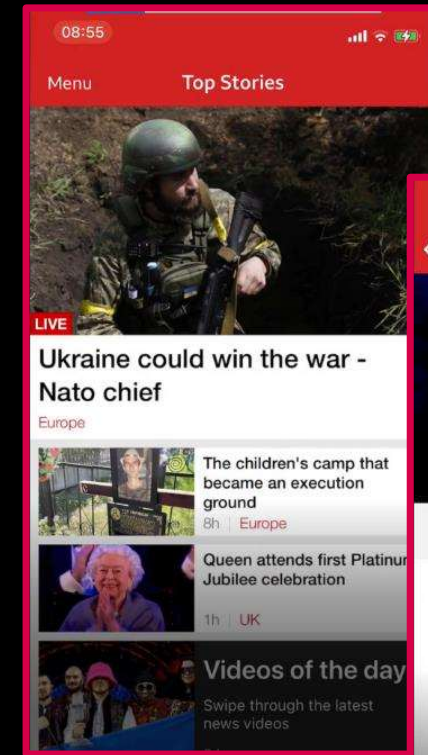 08:55
Menu
Top Stories
LIVE
Ukraine could win the war -
Nato chief
Europe
The children's camp that
became an execution
ground
8h | Europe
Queen attends first Platinum
Jubilee celebration
1h | UK
Videos of the day
Swipe through the latest
news videos